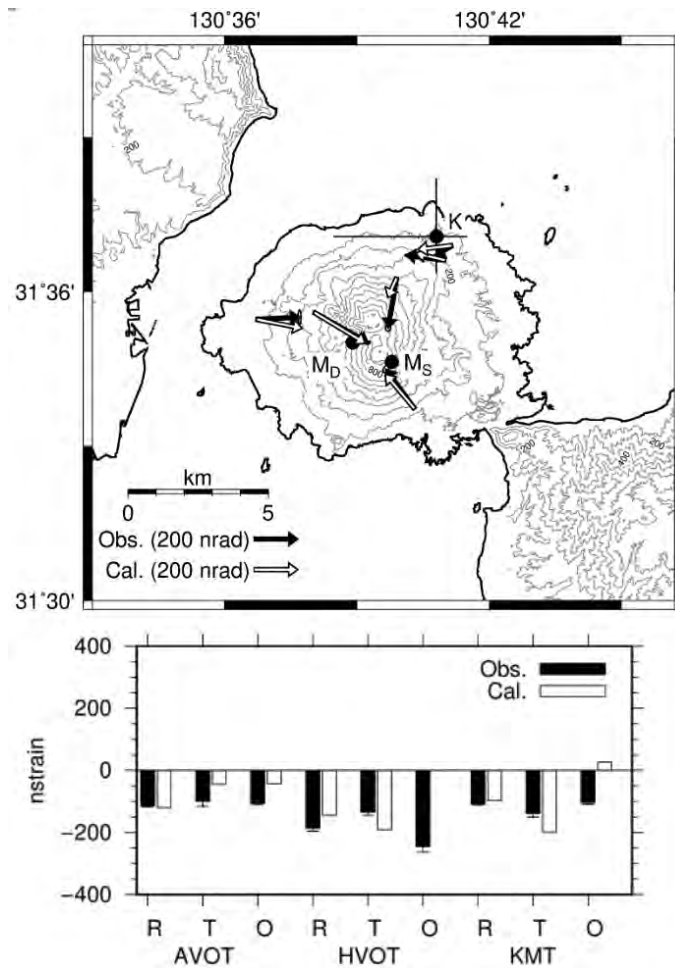 130˚36'
130˚42'
200
K
200
31˚36'
M_D
M_S
800
200
200
400
km
0
5
Obs. (200 nrad)
Cal. (200 nrad)
31˚30'
400
Obs.
Cal.
200
nstrain
0
−200
−400
R T O R T O R T O
AVOT HVOT KMT